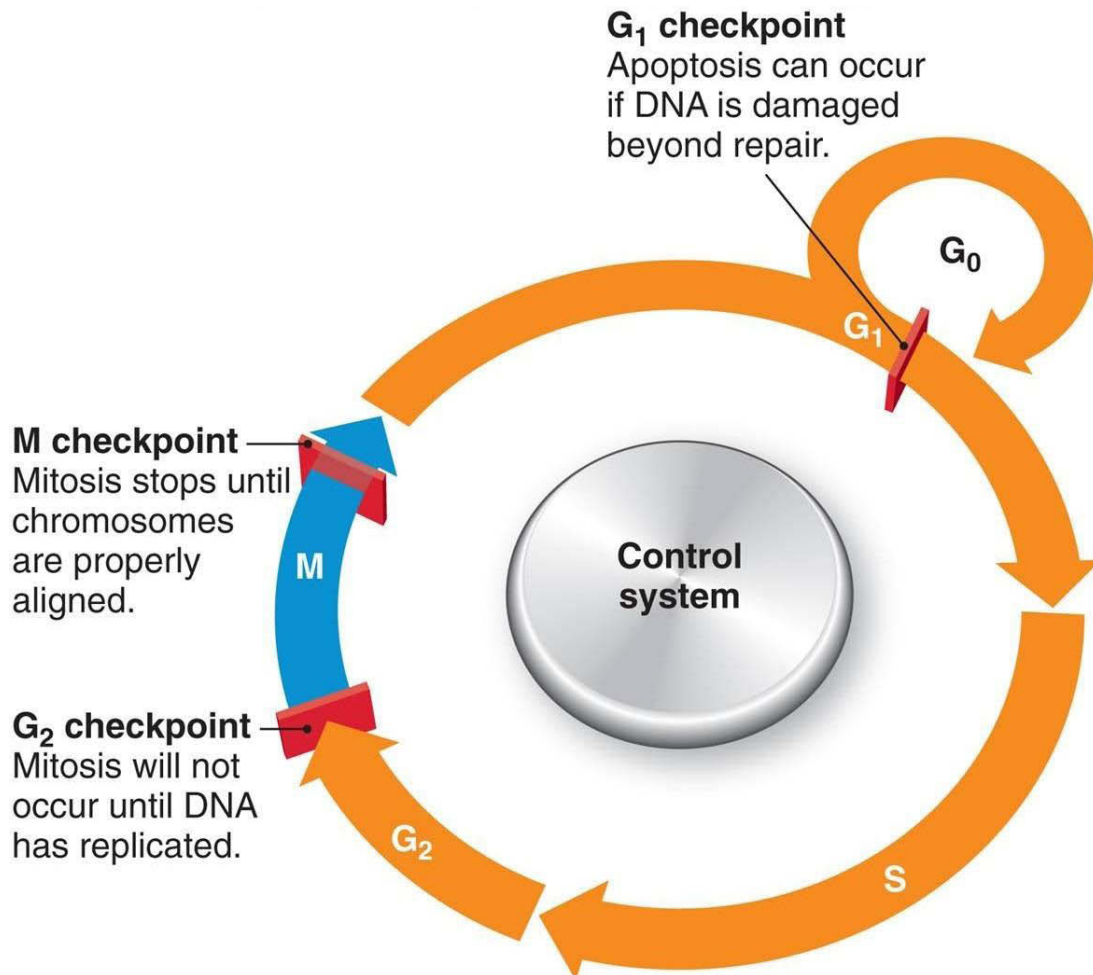 G₁ checkpoint
Apoptosis can occur
if DNA is damaged
beyond repair.
G₀
G₁
M checkpoint
Mitosis stops until
chromosomes
are properly
aligned.
M
Control
system
G₂ checkpoint
Mitosis will not
occur until DNA
has replicated.
G₂
S